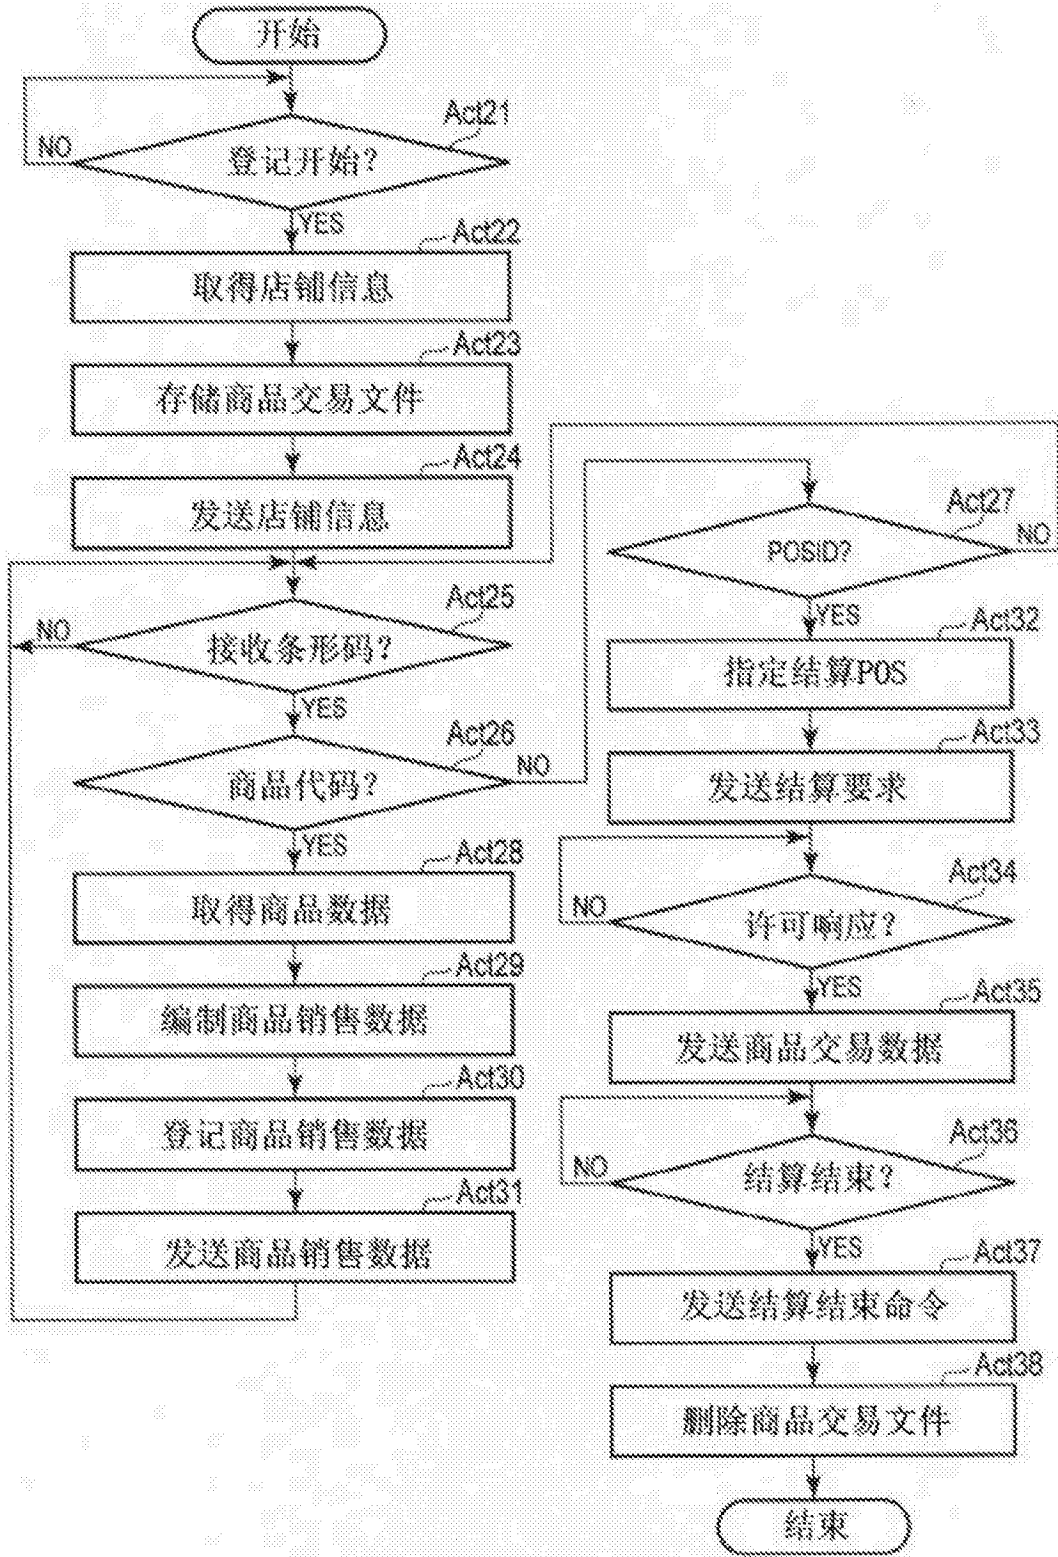 开始
Act21
登记开始?
NO
YES
Act22
取得店铺信息
Act23
存储商品交易文件
Act24
发送店铺信息
Act25
接收条形码?
NO
YES
Act26
商品代码?
NO
YES
Act28
取得商品数据
Act29
编制商品销售数据
Act30
登记商品销售数据
Act31
发送商品销售数据
Act27
POSID?
NO
YES
Act32
指定结算POS
Act33
发送结算要求
Act34
许可响应?
NO
YES
Act35
发送商品交易数据
Act36
结算结束?
NO
YES
Act37
发送结算结束命令
Act38
删除商品交易文件
结束